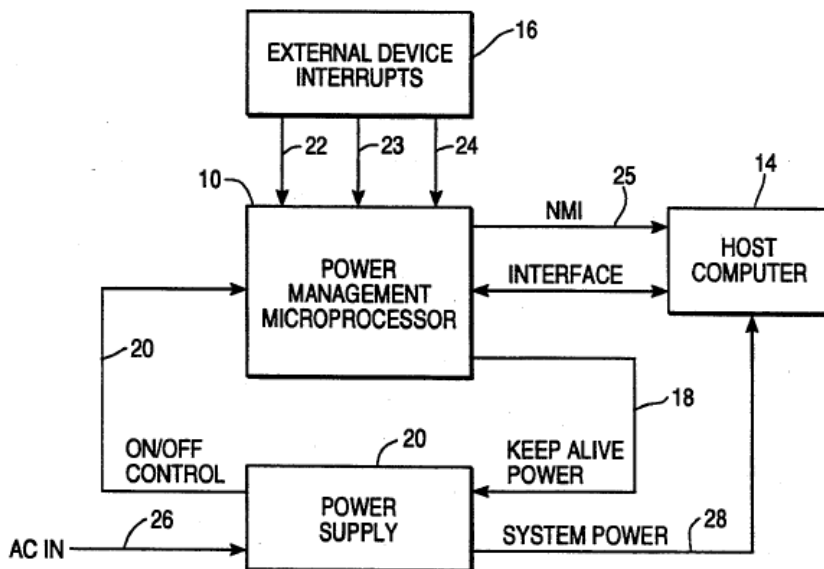 16
EXTERNAL DEVICE
INTERRUPTS
22
23
24
10
14
NMI
25
POWER
MANAGEMENT
MICROPROCESSOR
INTERFACE
HOST
COMPUTER
20
18
ON/OFF
CONTROL
20
KEEP ALIVE
POWER
POWER
SUPPLY
AC IN
26
SYSTEM POWER
28